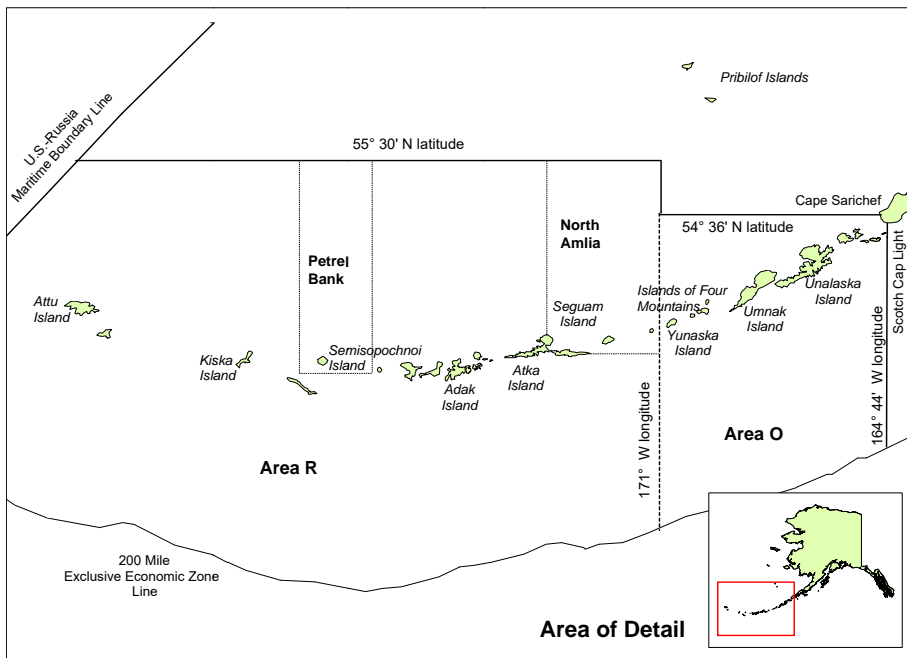 Pribilof Islands
U.S.-Russia
Maritime Boundary Line
55° 30' N latitude
Cape Sarichef
54° 36' N latitude
Scotch Cap Light
North
Amlia
Petrel
Bank
Attu
Island
Kiska
Island
Semisopochnoi
Island
Adak
Island
Atka
Island
Seguam
Island
Islands of Four
Mountains
Yunaska
Island
Umnak
Island
Unalaska
Island
164° 44' W longitude
171° W longitude
Area R
Area O
200 Mile
Exclusive Economic Zone
Line
Area of Detail